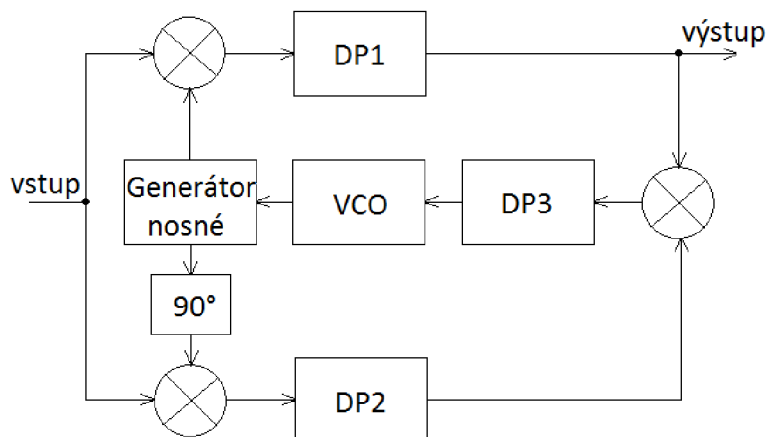 DP1
výstup
vstup
Generátor
nosné
VCO
DP3
90°
DP2